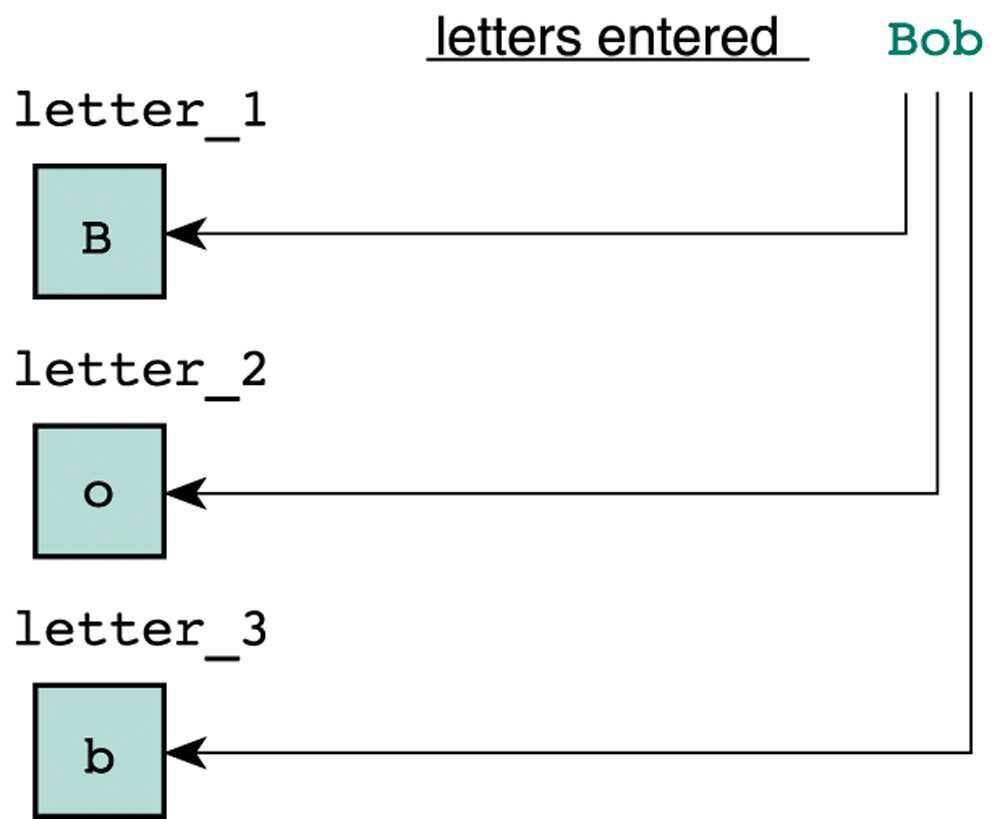 letters entered Bob
letter_1
B
letter_2
o
letter_3
b